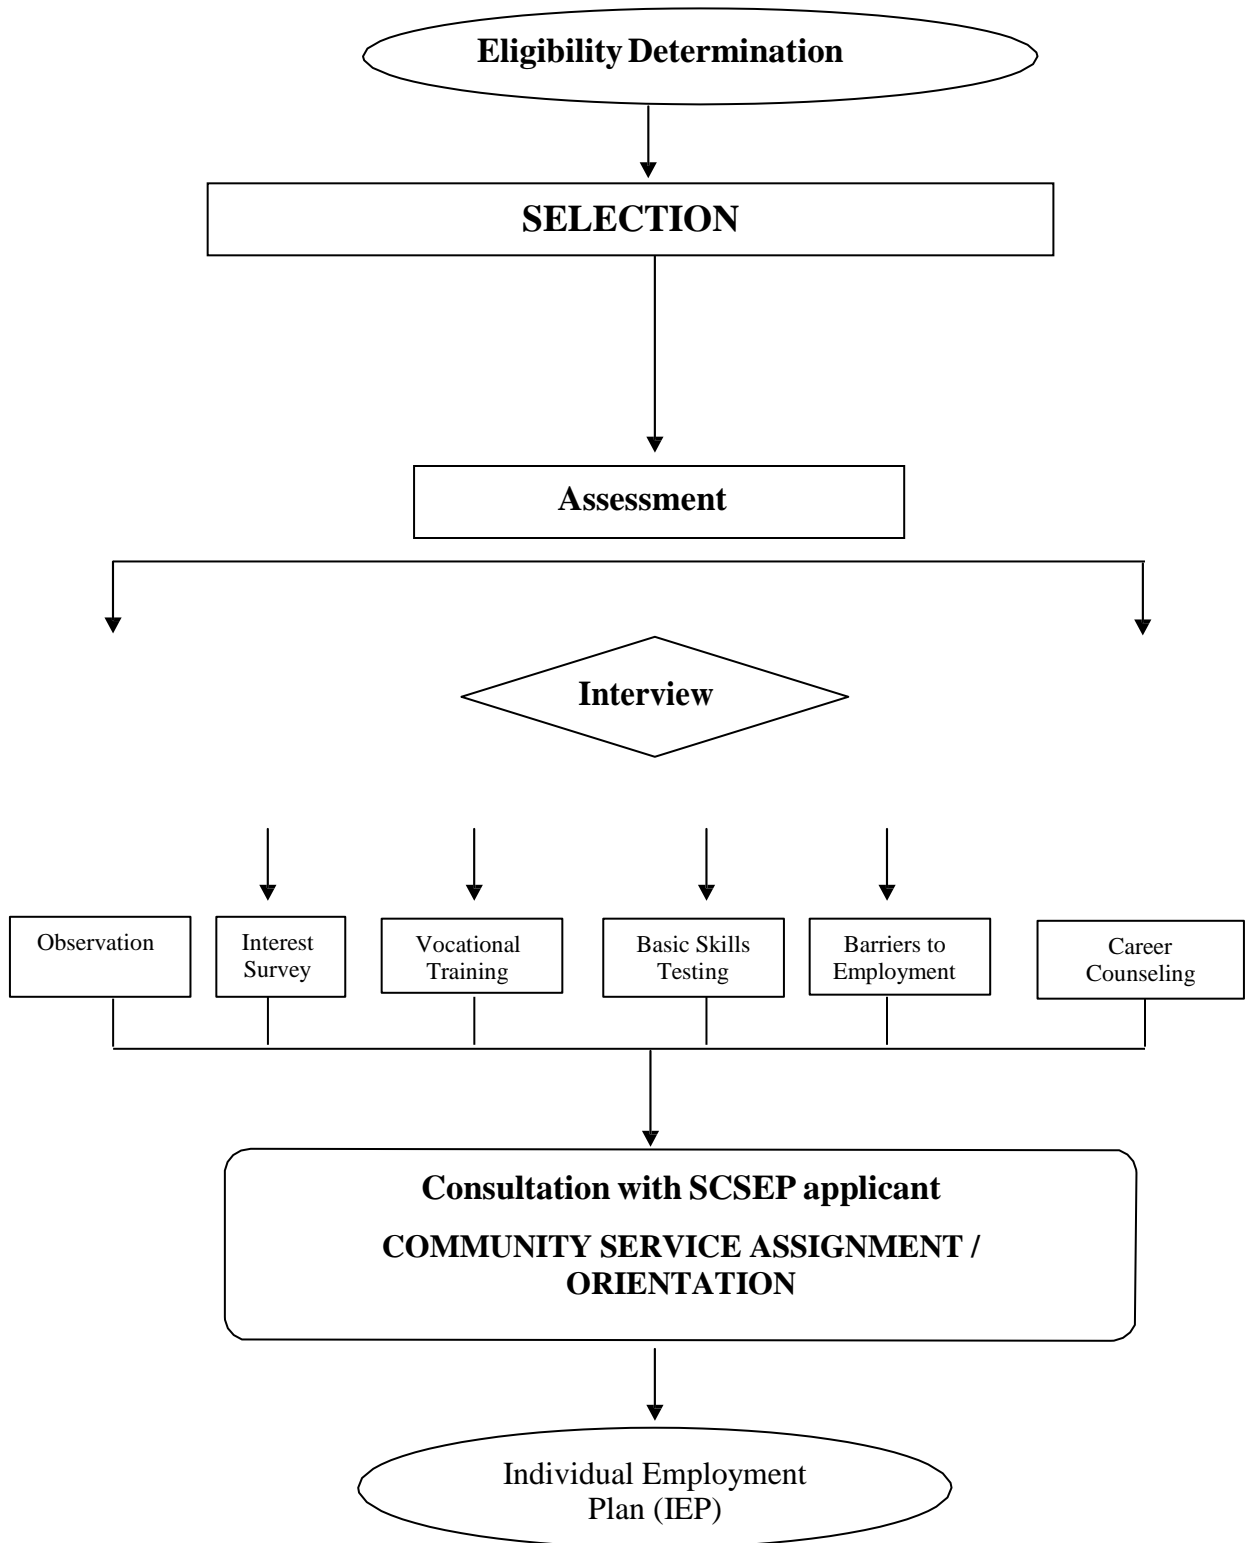 Eligibility Determination
SELECTION
Assessment
Interview
Observation
Interest
Survey
Vocational
Training
Basic Skills
Testing
Barriers to
Employment
Career
Counseling
Consultation with SCSEP applicant
COMMUNITY SERVICE ASSIGNMENT /
ORIENTATION
Individual Employment
Plan (IEP)